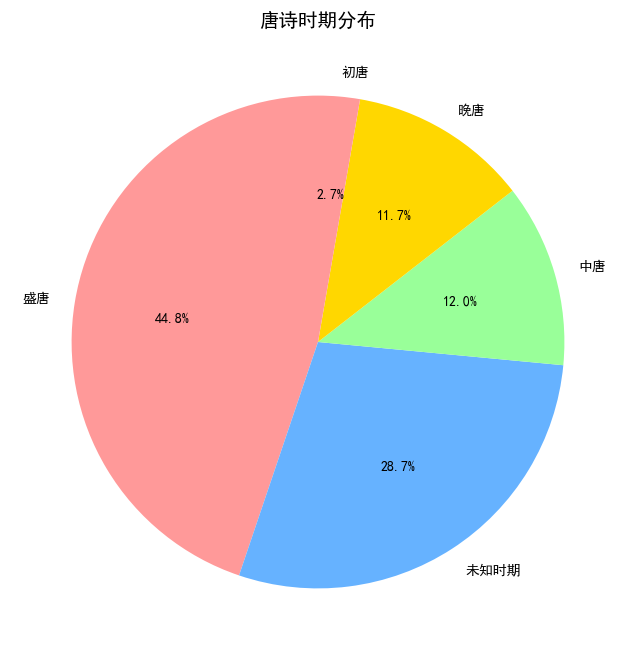 唐诗时期分布
初唐
2.7%
晚唐
11.7%
中唐
12.0%
盛唐
44.8%
未知时期
28.7%